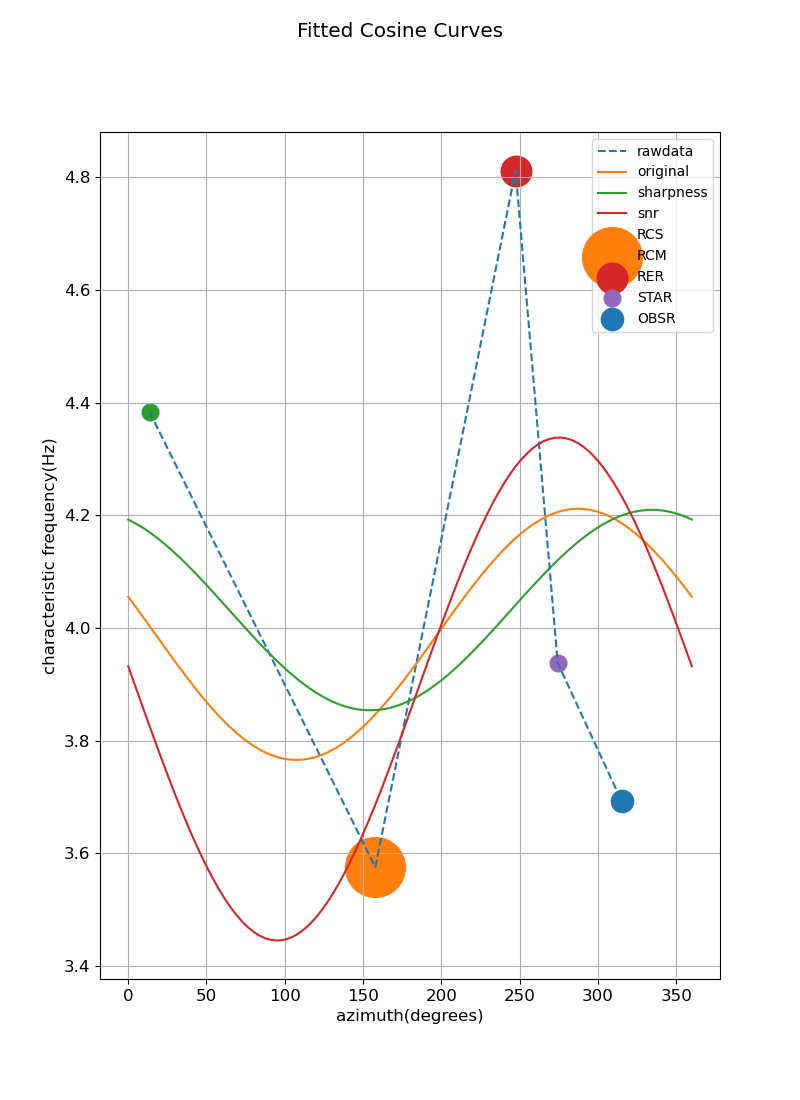 Fitted Cosine Curves
rawdata
original
sharpness
snr
RCS
RCM
RER
STAR
OBSR
4.8
4.6
4.4
4.2
4.0
3.8
3.6
3.4
characteristic frequency(Hz)
0 50 100 150 200 250 300 350
azimuth(degrees)